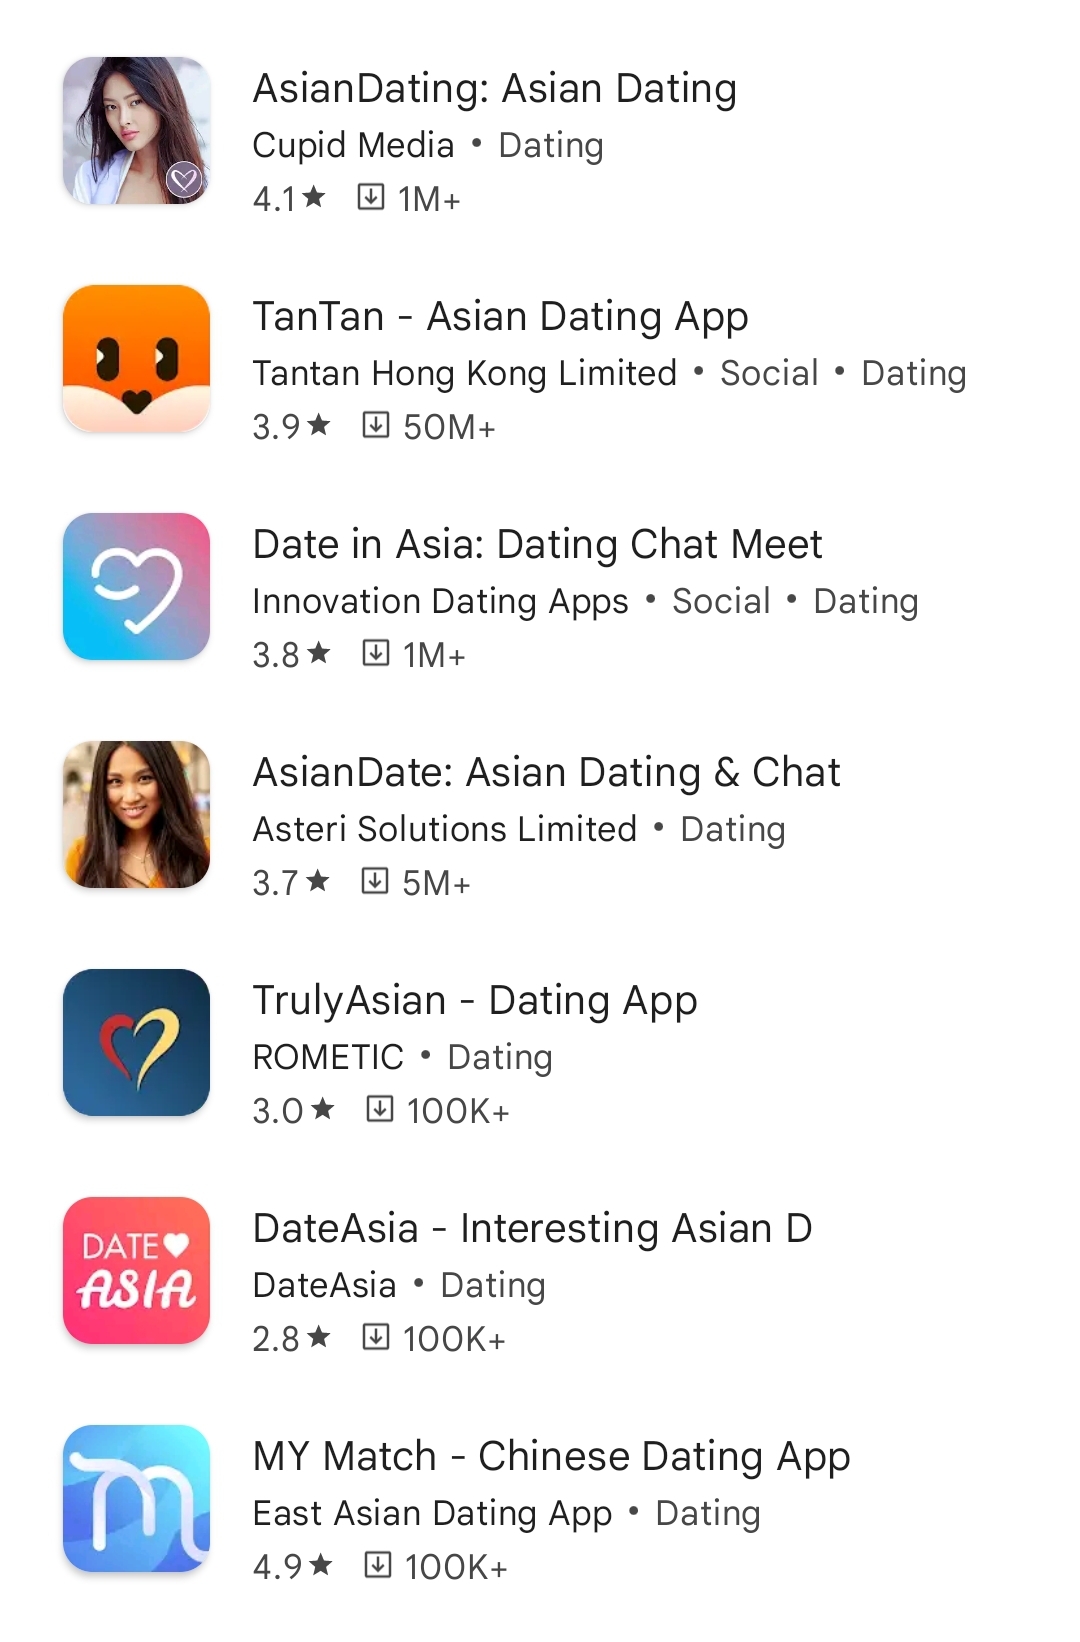 AsianDating: Asian Dating
Cupid Media • Dating
4.1★ 1M+
TanTan - Asian Dating App
Tantan Hong Kong Limited • Social • Dating
3.9★ 50M+
Date in Asia: Dating Chat Meet
Innovation Dating Apps • Social • Dating
3.8★ 1M+
AsianDate: Asian Dating & Chat
Asteri Solutions Limited • Dating
3.7★ 5M+
TrulyAsian - Dating App
ROMETIC • Dating
3.0★ 100K+
DATE
ASIA
DateAsia - Interesting Asian D
DateAsia • Dating
2.8★ 100K+
MY Match - Chinese Dating App
East Asian Dating App • Dating
4.9★ 100K+